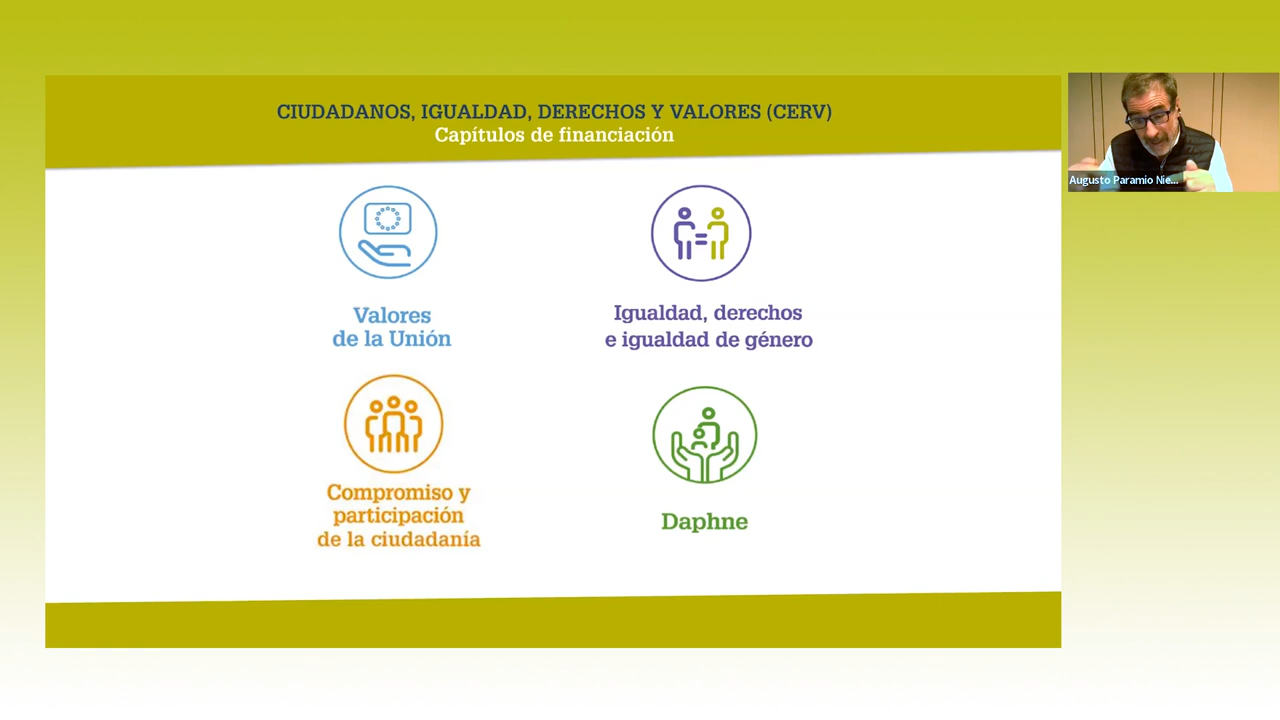 CIUDADANOS, IGUALDAD, DERECHOS Y VALORES (CERV)
Capítulos de financiación
Augusto Paramio Nie...
Valores
de la Unión
Igualdad, derechos
e igualdad de género
Compromiso y
participación
de la ciudadanía
Daphne